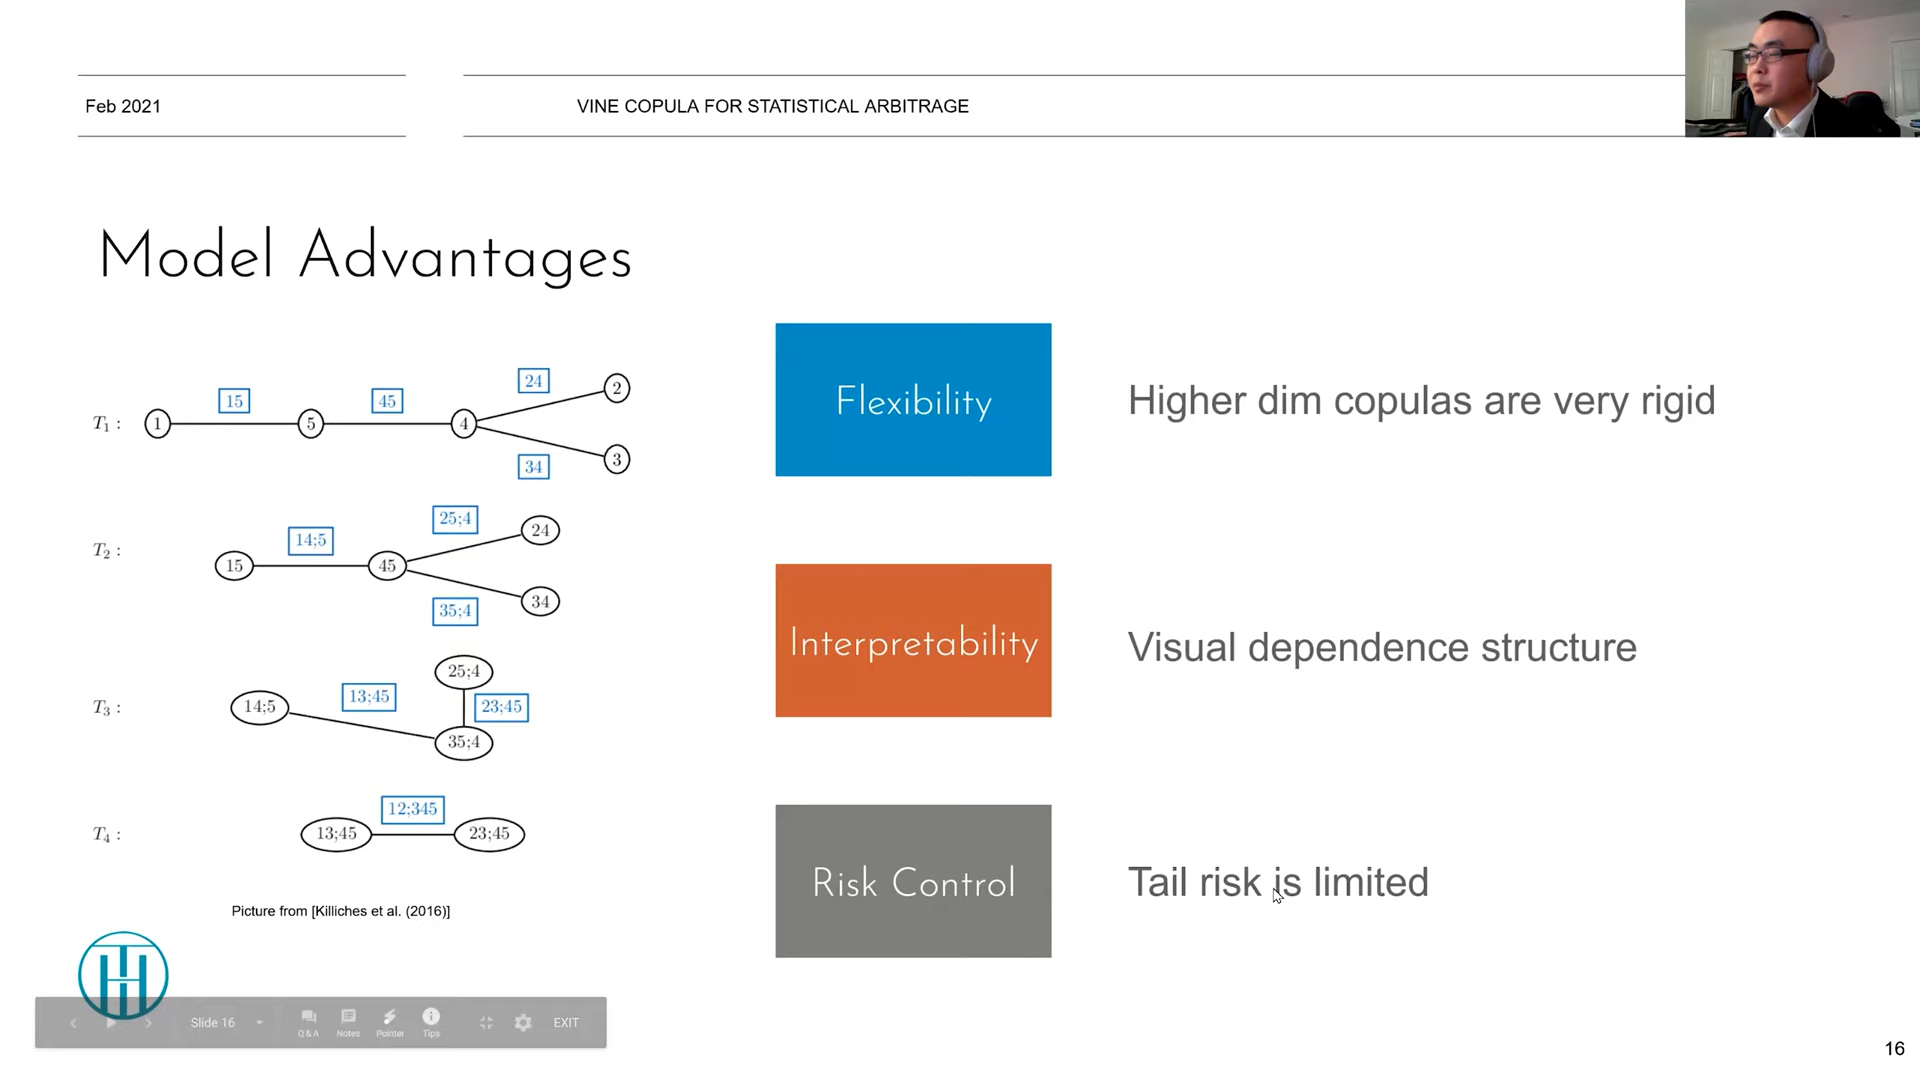 Feb 2021
VINE COPULA FOR STATISTICAL ARBITRAGE
Model Advantages
T1 :
1
15
5
45
4
24
2
34
3
T2 :
15
14;5
45
25;4
24
35;4
34
T3 :
14;5
13;45
25;4
23;45
35;4
T4 :
13;45
12;345
23;45
Picture from [Killiches et al. (2016)]
Flexibility
Higher dim copulas are very rigid
Interpretability
Visual dependence structure
Risk Control
Tail risk is limited
Slide 16
Q & A
Notes
Pointer
Tips
EXIT
16